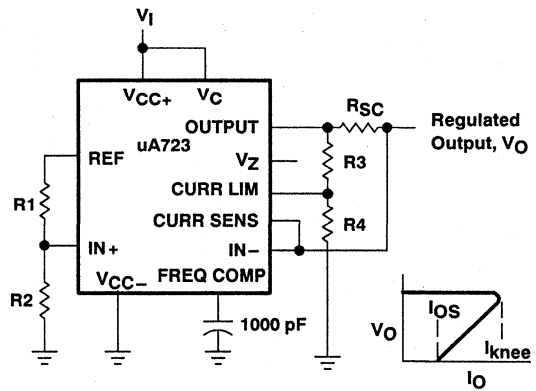 VI
VCC+ VC
OUTPUT
RSC
Regulated
Output, VO
uA723
REF
VZ
R3
CURR LIM
R1
CURR SENS
R4
IN+
IN−
R2
VCC−
FREQ COMP
1000 pF
IOS
VO
Iknee
IO